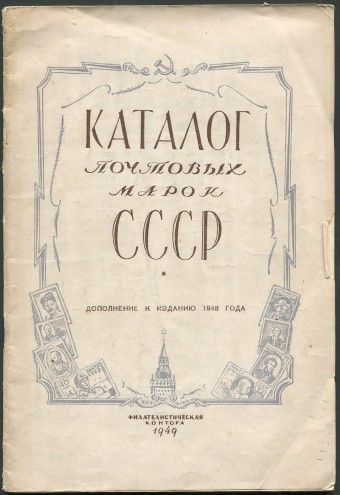 КАТАЛОГ
ПОЧТОВЫХ
МАРОК
СССР
*
ДОПОЛНЕНИЕ К ИЗДАНИЮ 1948 ГОДА
ФИЛАТЕЛИСТИЧЕСКАЯ
КОНТОРА
1949